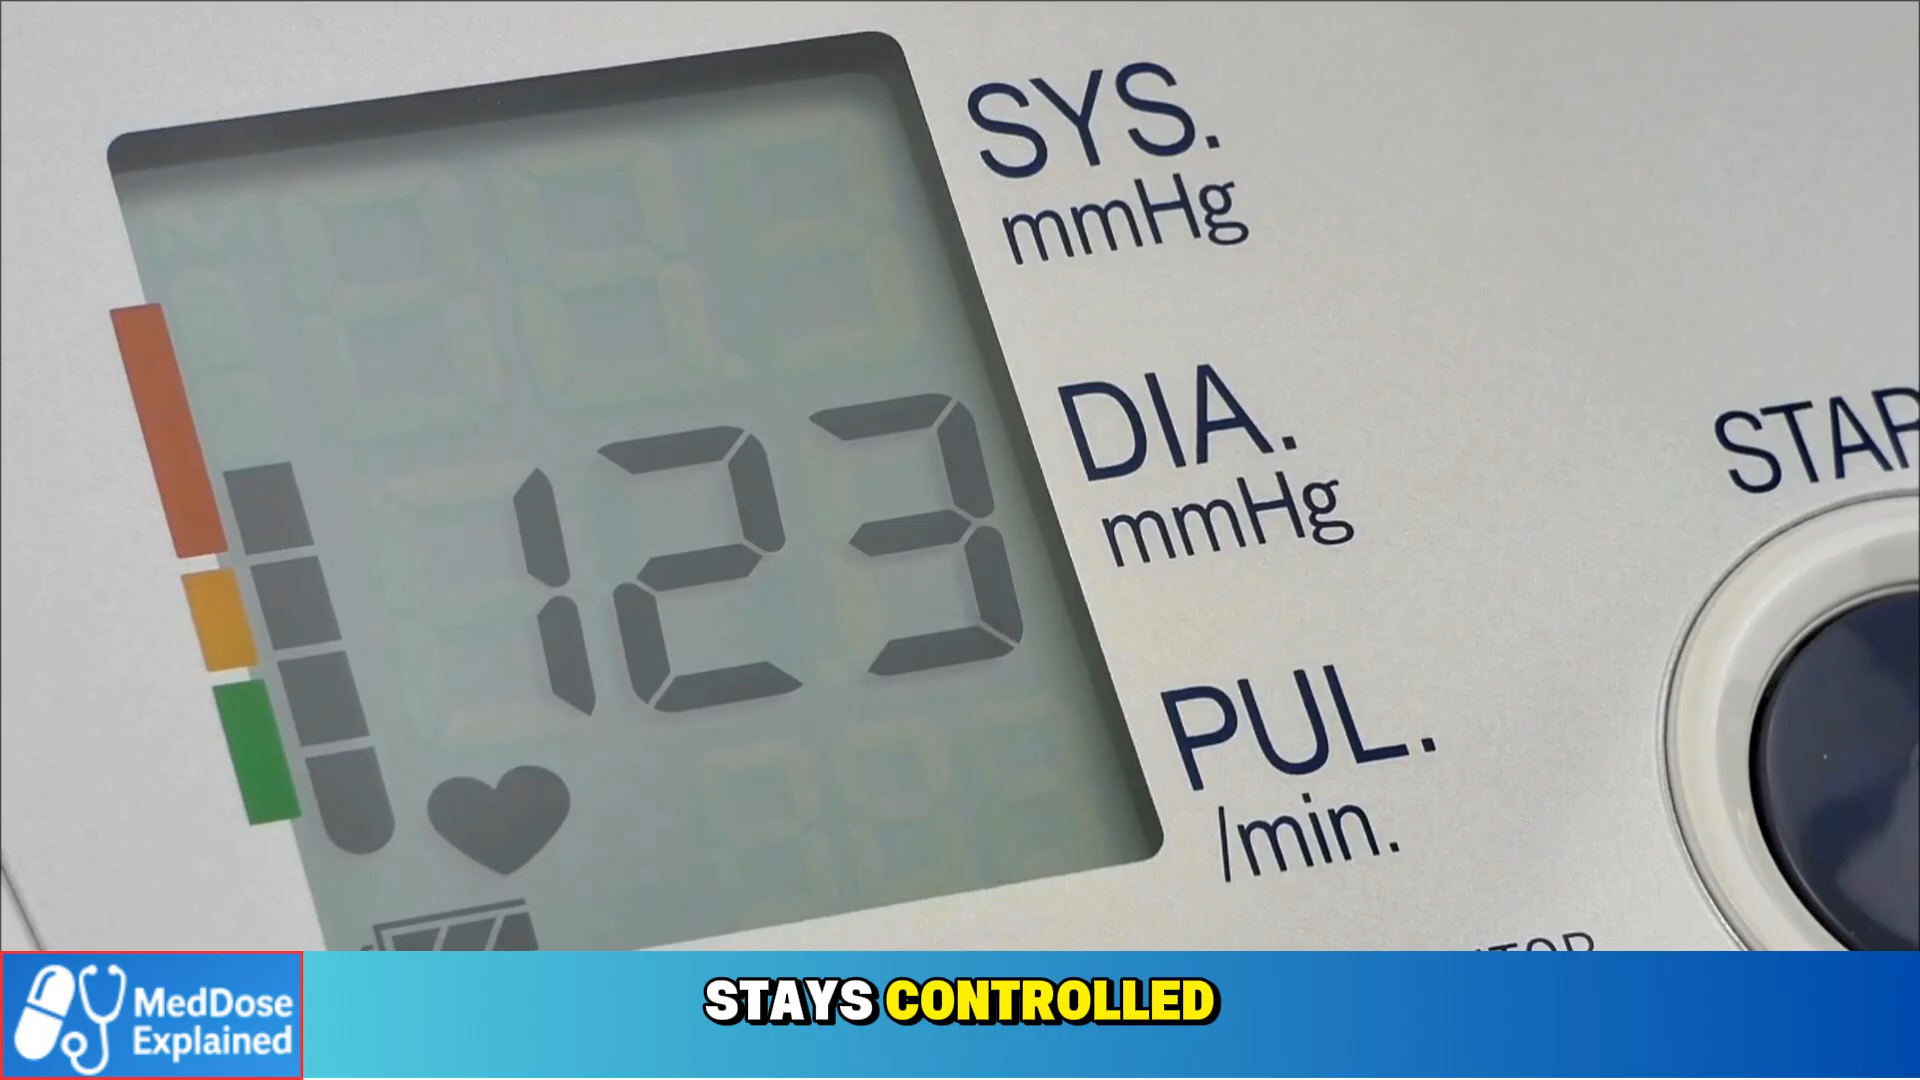 SYS.
mmHg
DIA.
mmHg
123
PUL.
/min.
STAR
MedDose
Explained
STAYS CONTROLLED